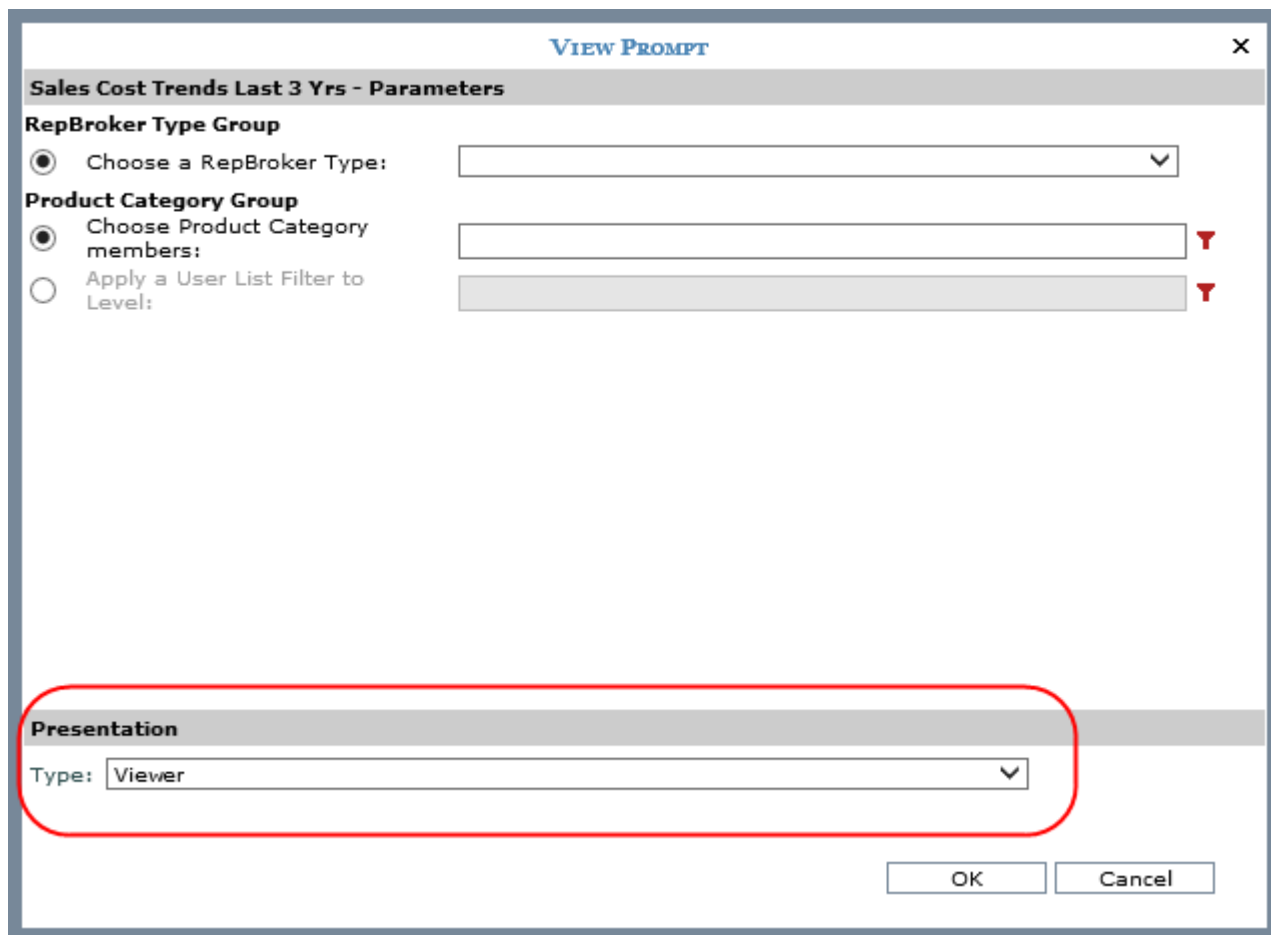 View Prompt
Sales Cost Trends Last 3 Yrs - Parameters
RepBroker Type Group
Choose a RepBroker Type:
Product Category Group
Choose Product Category
members:
Apply a User List Filter to
Level:
Presentation
Type: Viewer
OK Cancel